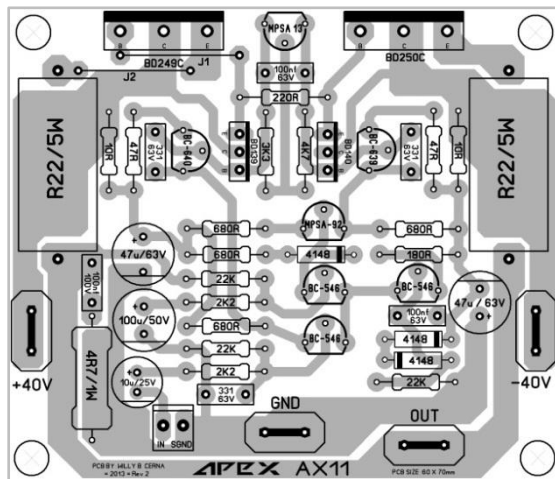 MPSA 13
B C E
BD249C
J1
J2
B C E
BD250C
100nf
63V
220R
R22/5W
10R
47R
331
63V
BC-640
BD139
3K3
4K7
BD140
BC-639
331
63V
47R
10R
R22/5W
MPSA-92
680R
680R
+
47u/63V
680R
4148
180R
100nf
100V
22K
BC-546
BC-546
47u/63V
+
2K2
+
100u/50V
100nf
63V
680R
BC-546
4148
22K
4148
+40V
4R7/1W
+
10u/25V
2K2
22K
-40V
331
63V
GND
OUT
IN SGND
PCB BY WILLY B CERNA
= 2013 = Rev 2
APEX AX11
PCB SIZE 60 X 70mm